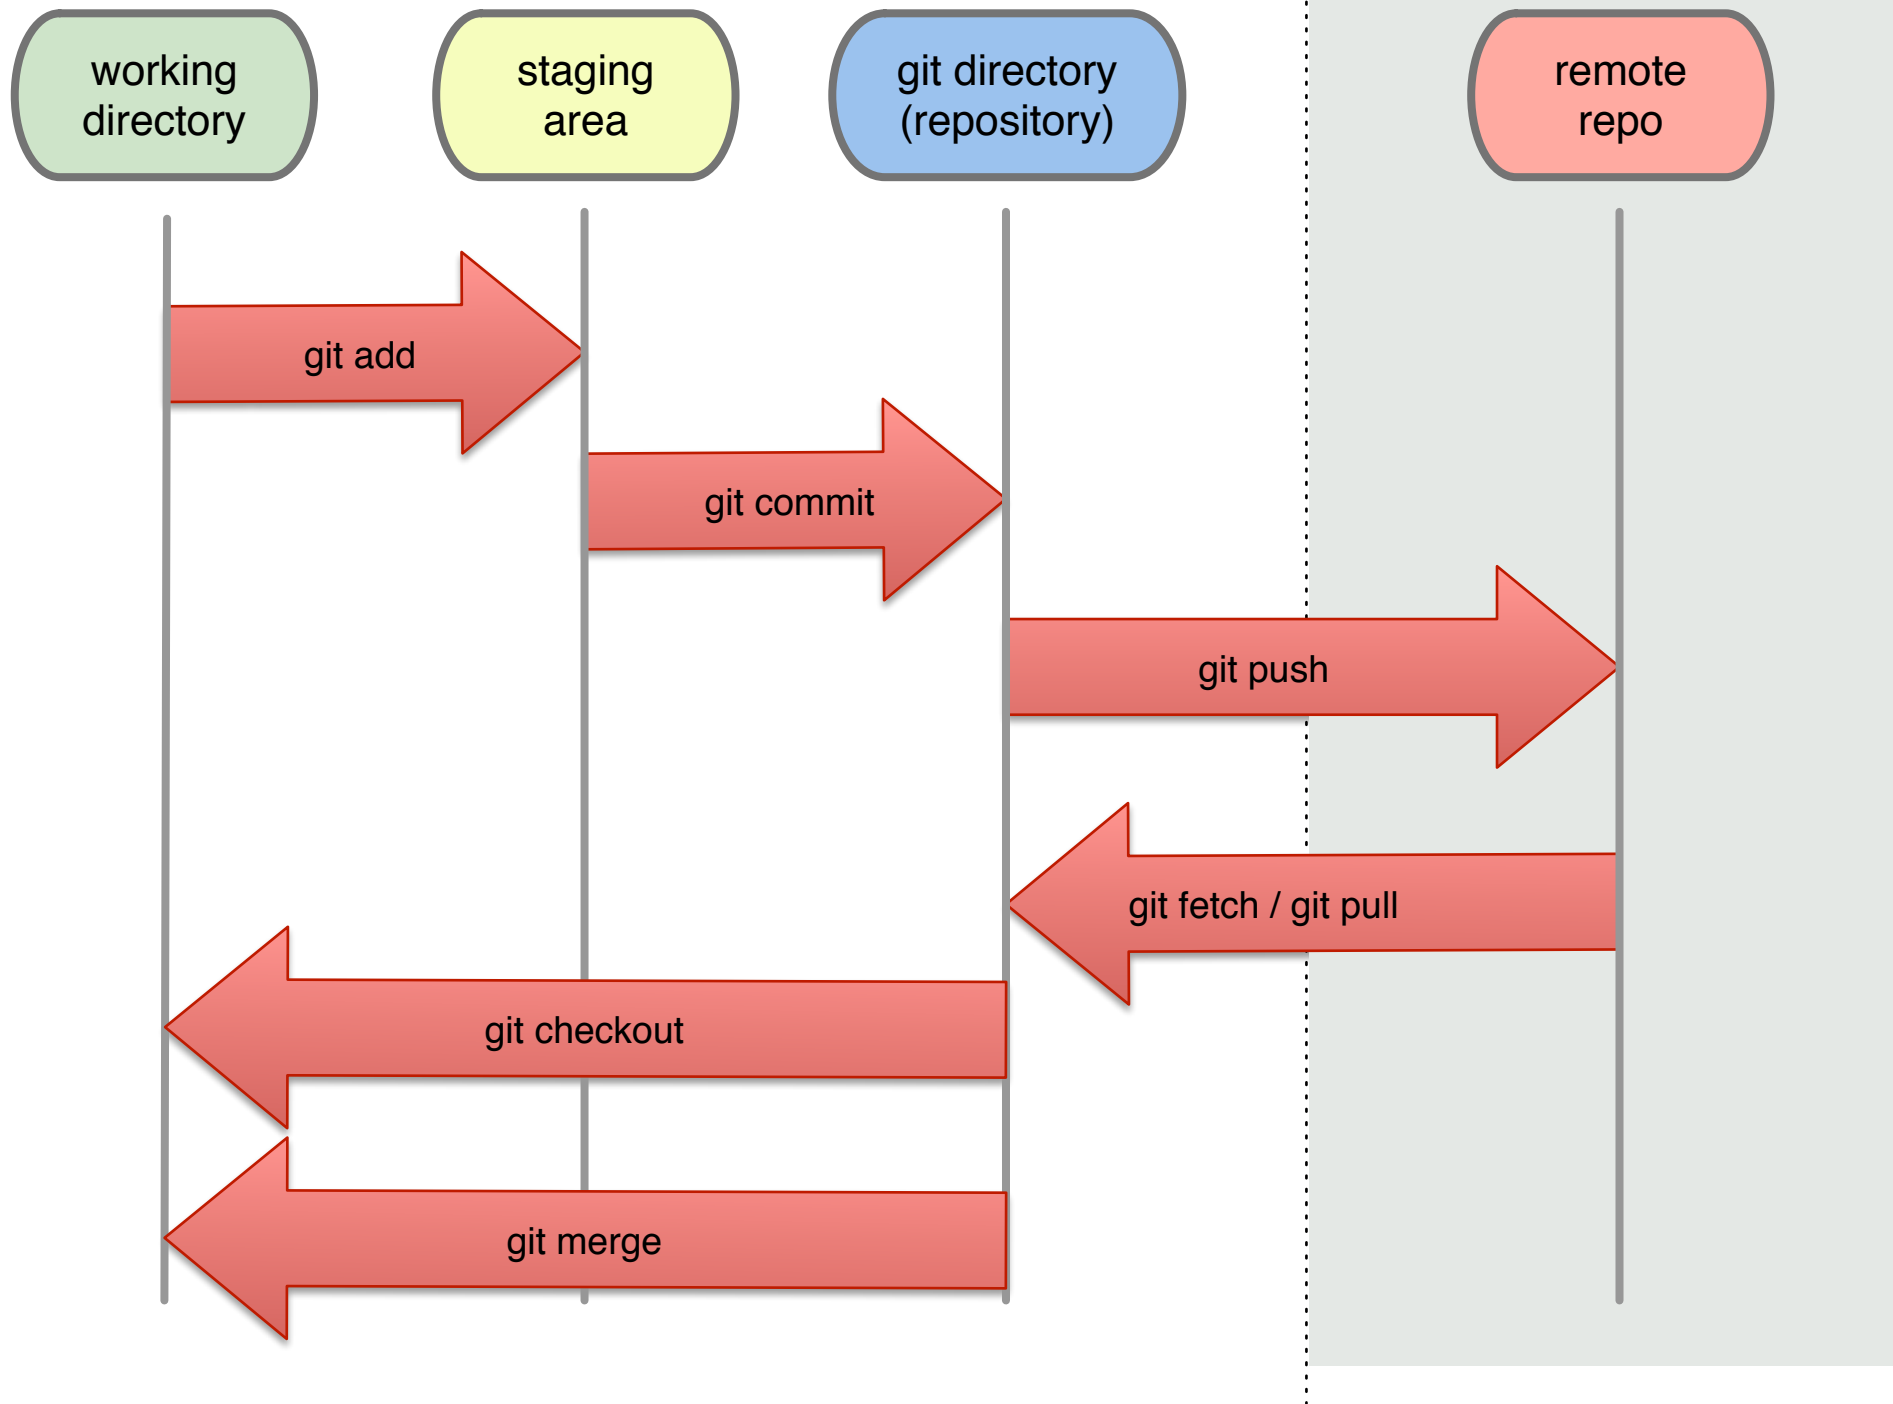 working
directory
staging
area
git directory
(repository)
remote
repo
git add
git commit
git push
git fetch / git pull
git checkout
git merge